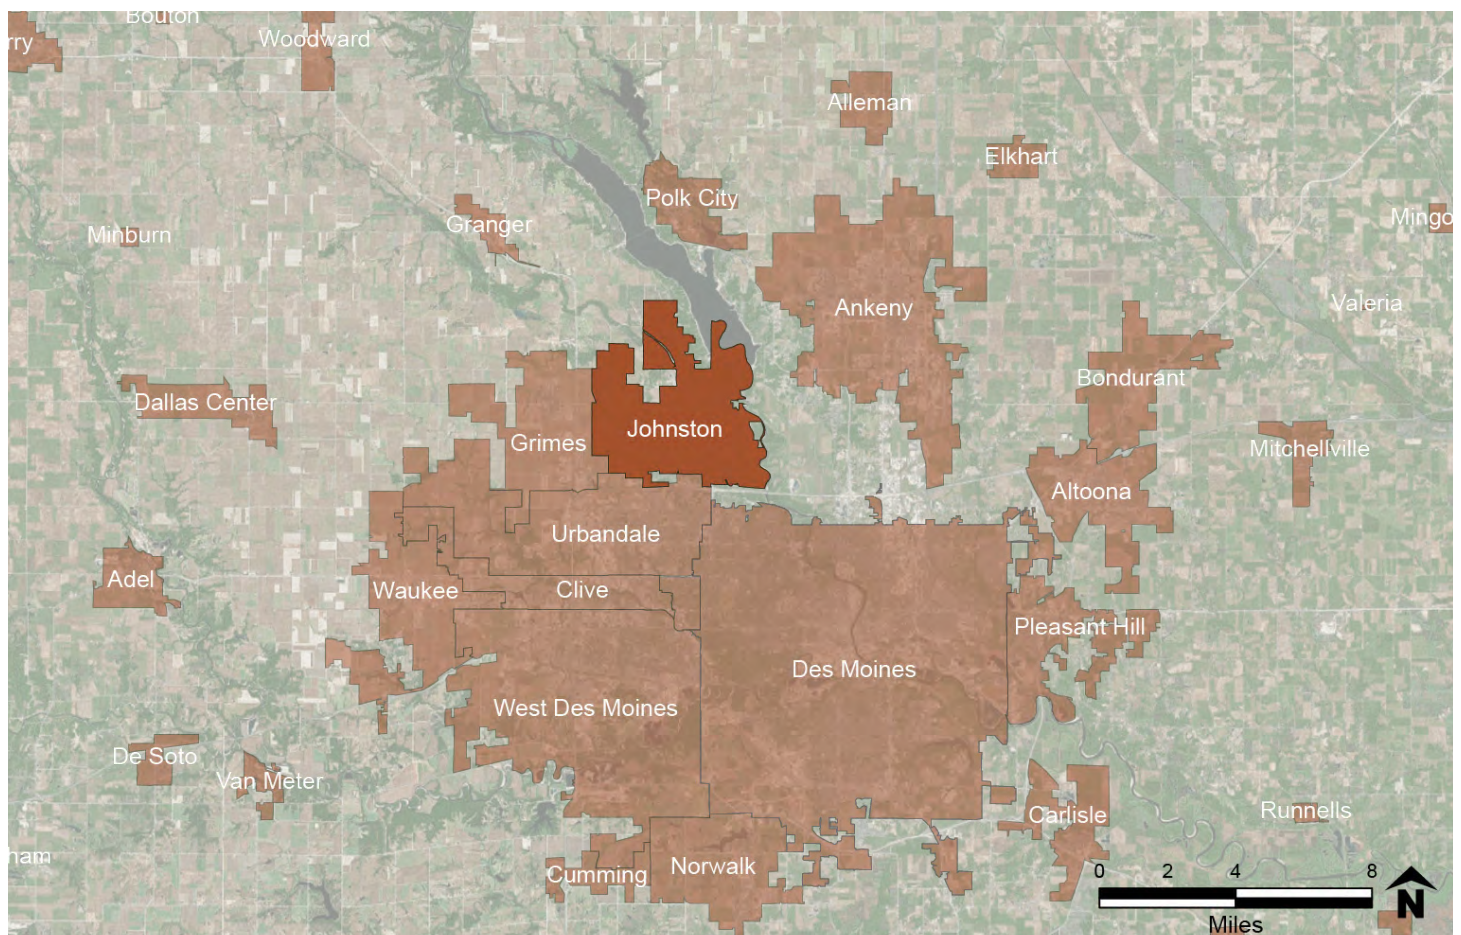 Bouton
Woodward
rry
Alleman
Elkhart
Polk City
Granger
Mingo
Minburn
Valeria
Ankeny
Bondurant
Dallas Center
Johnston
Grimes
Mitchellville
Altoona
Urbandale
Adel
Waukee
Clive
Pleasant Hill
Des Moines
West Des Moines
De Soto
Van Meter
Runnells
Carlisle
ham
Norwalk
Cumming
0 2 4 8
Miles
N